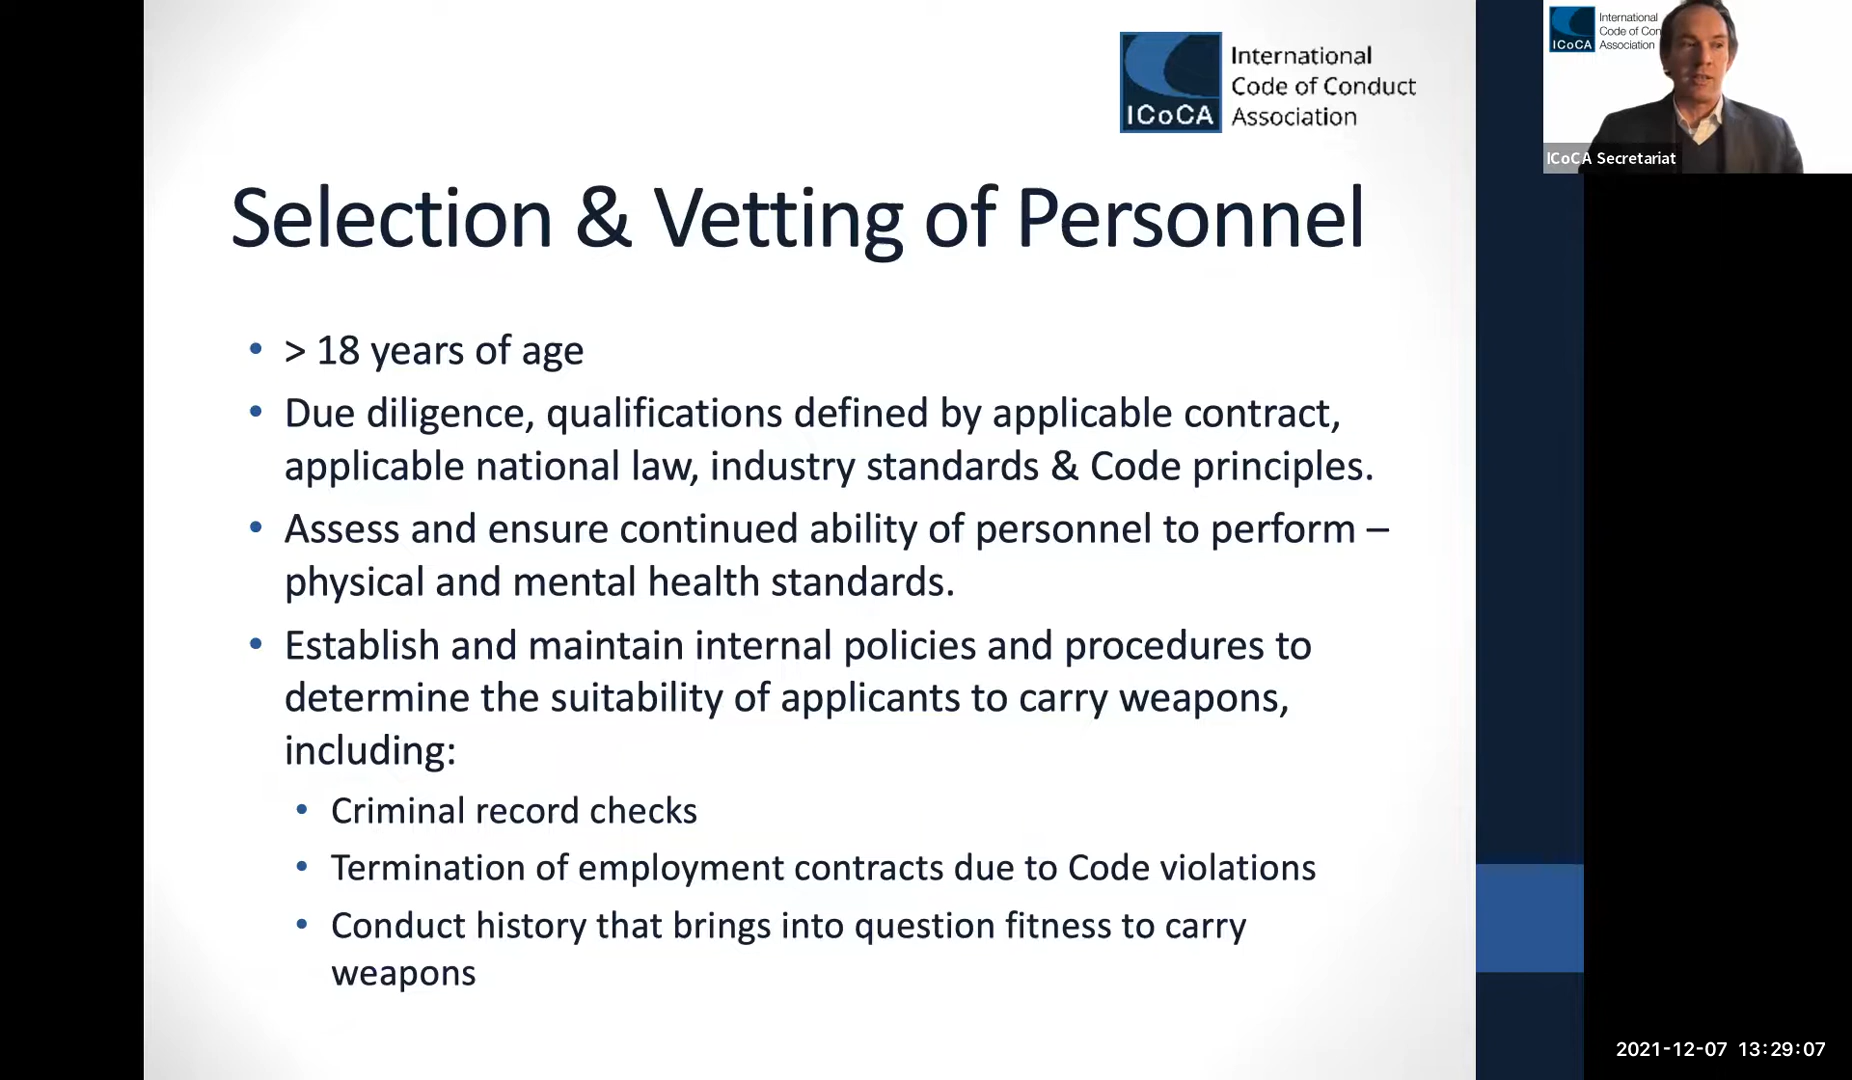 International
Code of Conduct
Association
ICoCA
Selection & Vetting of Personnel
• > 18 years of age
• Due diligence, qualifications defined by applicable contract,
applicable national law, industry standards & Code principles.
• Assess and ensure continued ability of personnel to perform –
physical and mental health standards.
• Establish and maintain internal policies and procedures to
determine the suitability of applicants to carry weapons,
including:
• Criminal record checks
• Termination of employment contracts due to Code violations
• Conduct history that brings into question fitness to carry
weapons
International
Code of Con
Association
ICoCA
ICoCA Secretariat
2021-12-07 13:29:07